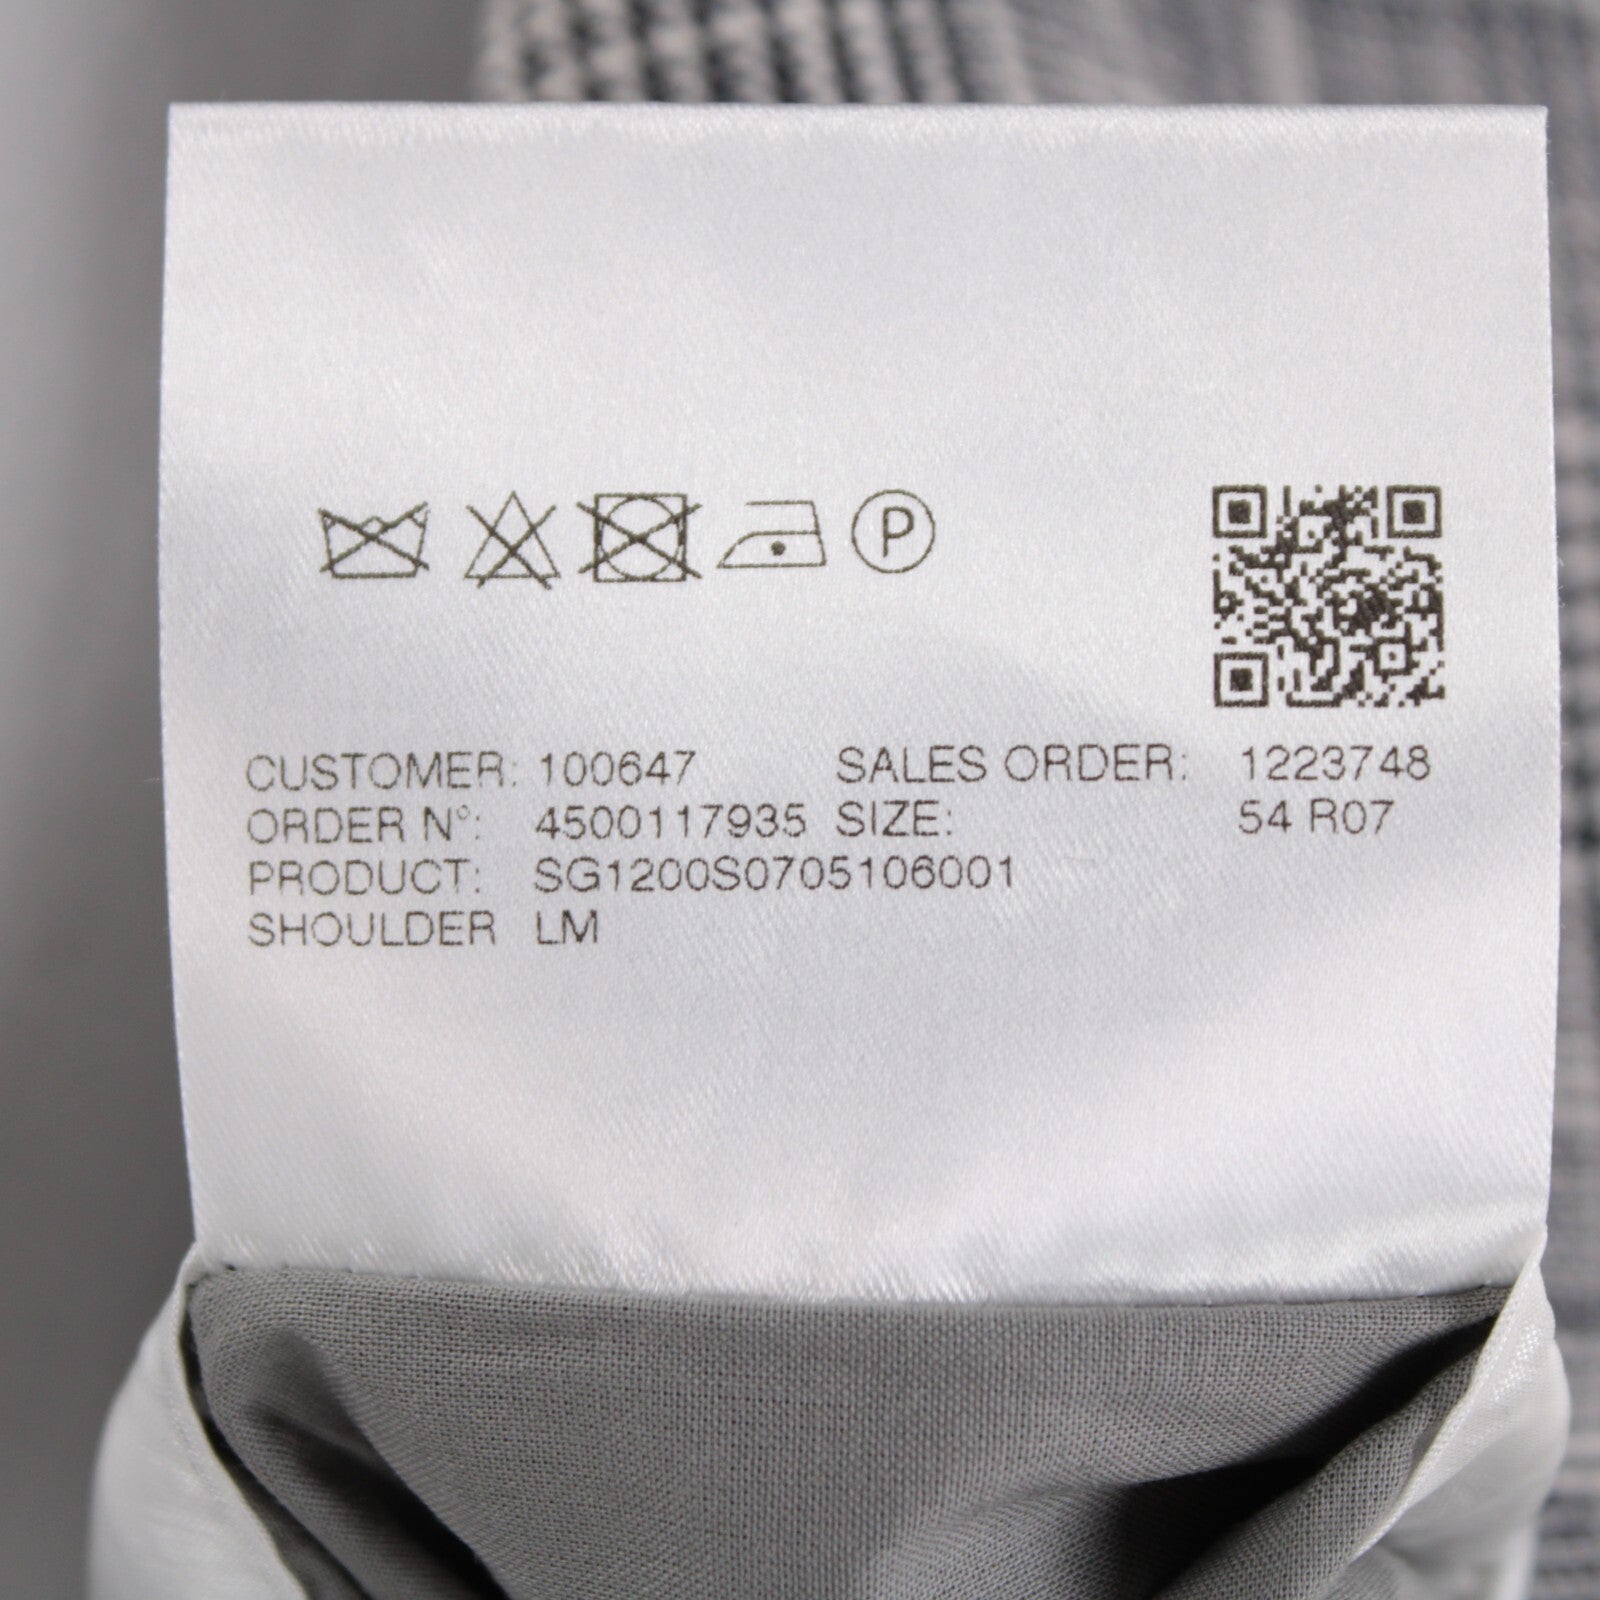 P
CUSTOMER: 100647 SALES ORDER: 1223748
ORDER N°: 4500117935 SIZE: 54 R07
PRODUCT: SG1200S0705106001
SHOULDER LM